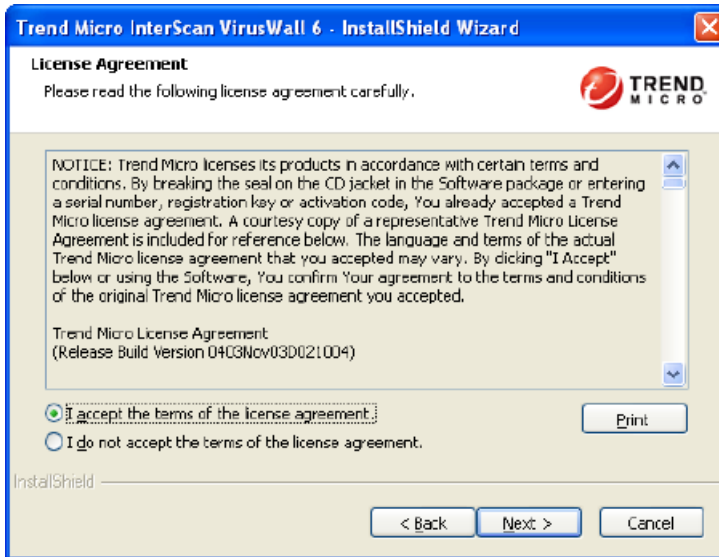 Trend Micro InterScan VirusWall 6 - InstallShield Wizard
License Agreement
Please read the following license agreement carefully.
TREND
MICRO
NOTICE: Trend Micro licenses its products in accordance with certain terms and
conditions. By breaking the seal on the CD jacket in the Software package or entering
a serial number, registration key or activation code, You already accepted a Trend
Micro license agreement. A courtesy copy of a representative Trend Micro License
Agreement is included for reference below. The language and terms of the actual
Trend Micro license agreement that you accepted may vary. By clicking "I Accept"
below or using the Software, You confirm Your agreement to the terms and conditions
of the original Trend Micro license agreement you accepted.
Trend Micro License Agreement
(Release Build Version 0403Nov03D021004)
I accept the terms of the license agreement.
Print
I do not accept the terms of the license agreement.
InstallShield
< Back
Next >
Cancel